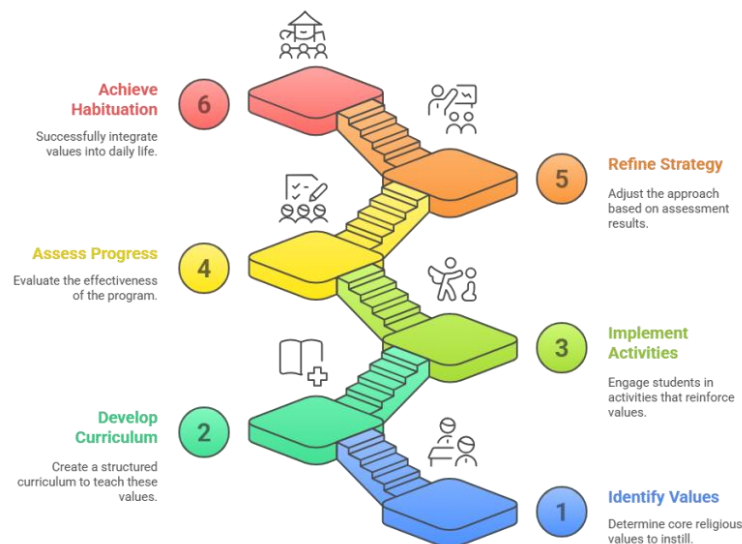 Achieve
Habituation
6
Successfully integrate
values into daily life.
Refine Strategy
5
Adjust the approach
based on assessment
results.
Assess Progress
4
Evaluate the effectiveness
of the program.
Implement
Activities
3
Engage students in
activities that reinforce
values.
Develop
Curriculum
2
Create a structured
curriculum to teach these
values.
Identify Values
1
Determine core religious
values to instill.